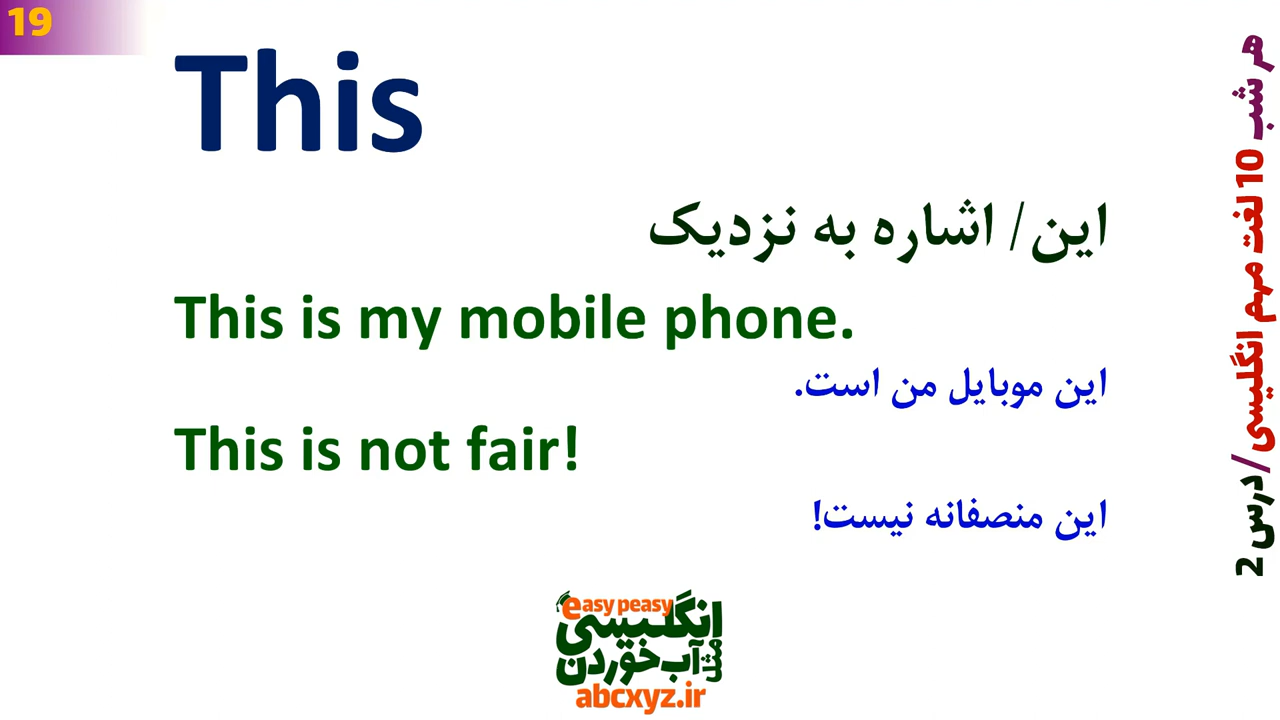 19
This
این/ اشاره به نزدیک
This is my mobile phone.
این موبایل من است.
This is not fair!
این منصفانه نیست!
هر شب 10 لغت مهم انگلیسی/درس 2
easy peasy
انگلیسی
مثل آب خوردن
abcxyz.ir